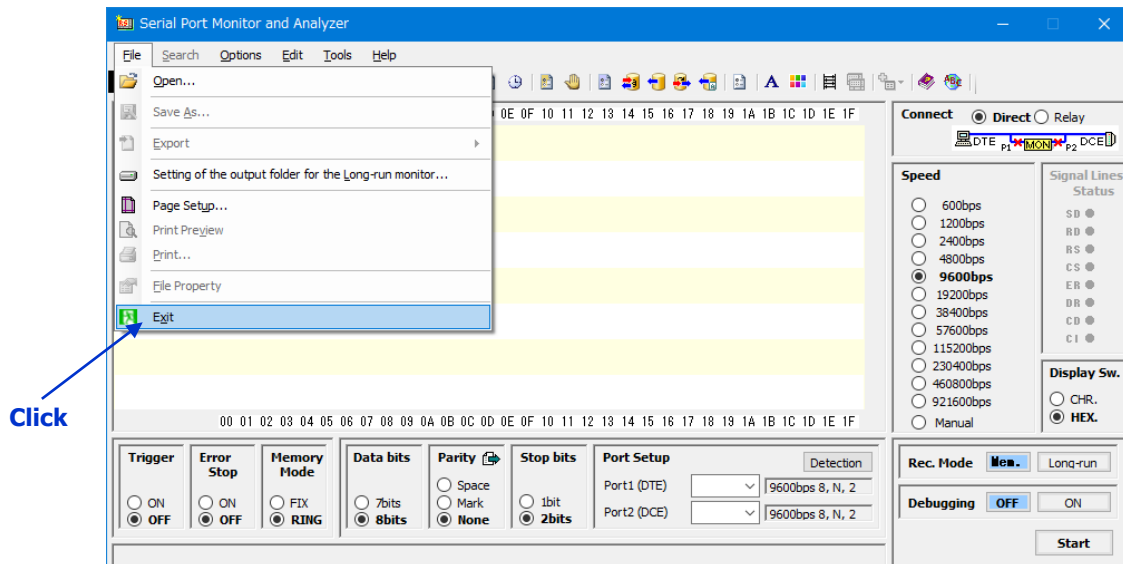 Serial Port Monitor and Analyzer
File Search Options Edit Tools Help
Open...
Save As...
Export
Setting of the output folder for the Long-run monitor...
Page Setup...
Print Preview
Print...
File Property
Exit
Click
0E 0F 10 11 12 13 14 15 16 17 18 19 1A 1B 1C 1D 1E 1F
00 01 02 03 04 05 06 07 08 09 0A 0B 0C 0D 0E 0F 10 11 12 13 14 15 16 17 18 19 1A 1B 1C 1D 1E 1F
Connect Direct Relay
DTE P1 MON P2 DCE
Speed
600bps
1200bps
2400bps
4800bps
9600bps
19200bps
38400bps
57600bps
115200bps
230400bps
460800bps
921600bps
Manual
Signal Lines
Status
SD
RD
RS
CS
ER
DR
CD
CI
Display Sw.
CHR.
HEX.
Trigger
ON
OFF
Error
Stop
ON
OFF
Memory
Mode
FIX
RING
Data bits
7bits
8bits
Parity
Space
Mark
None
Stop bits
1bit
2bits
Port Setup Detection
Port1 (DTE) 9600bps 8, N, 2
Port2 (DCE) 9600bps 8, N, 2
Rec. Mode Mem. Long-run
Debugging OFF ON
Start